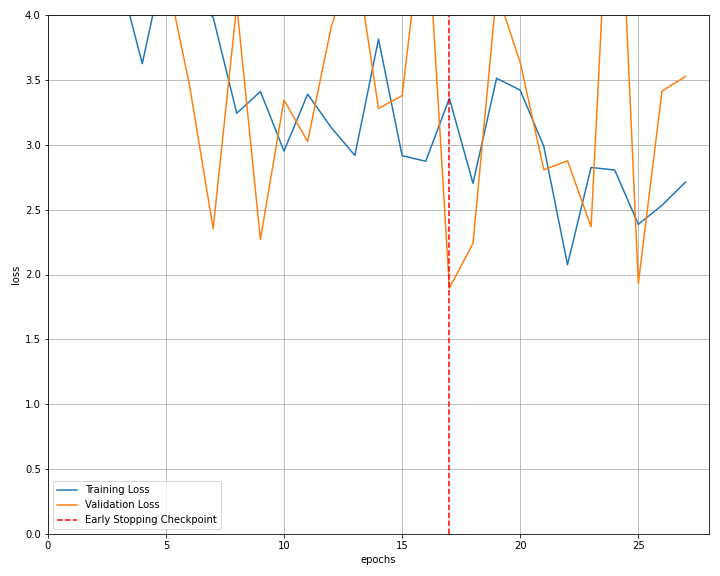 4.0
3.5
3.0
2.5
2.0
1.5
1.0
0.5
0.0
loss
Training Loss
Validation Loss
Early Stopping Checkpoint
0 5 10 15 20 25
epochs